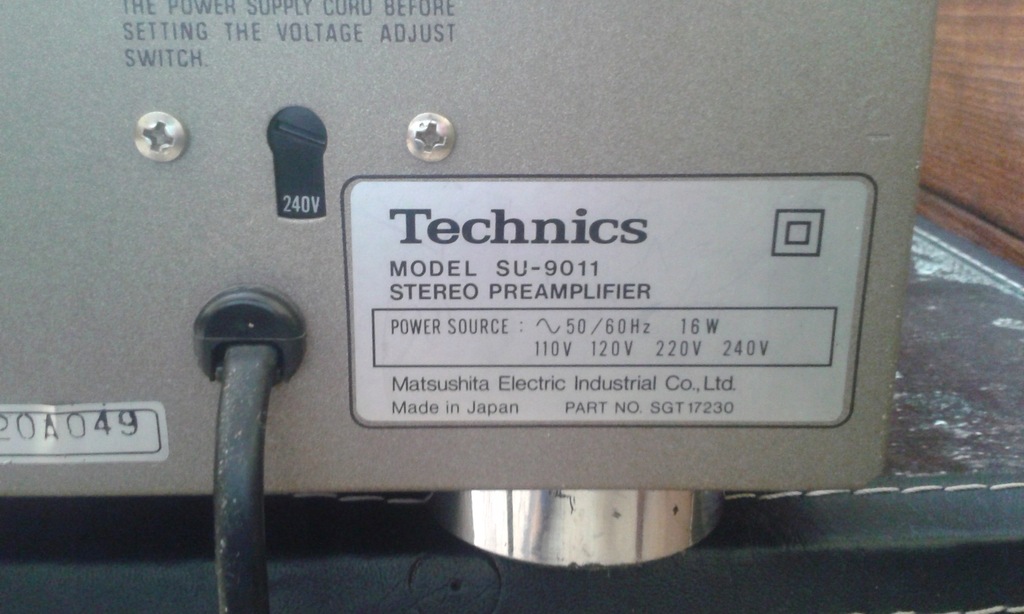 THE POWER SUPPLY CORD BEFORE
SETTING THE VOLTAGE ADJUST
SWITCH.
240V
Technics
MODEL SU-9011
STEREO PREAMPLIFIER
POWER SOURCE : ∿ 50/60Hz 16W
110V 120V 220V 240V
Matsushita Electric Industrial Co., Ltd.
Made in Japan PART NO. SGT17230
20A049